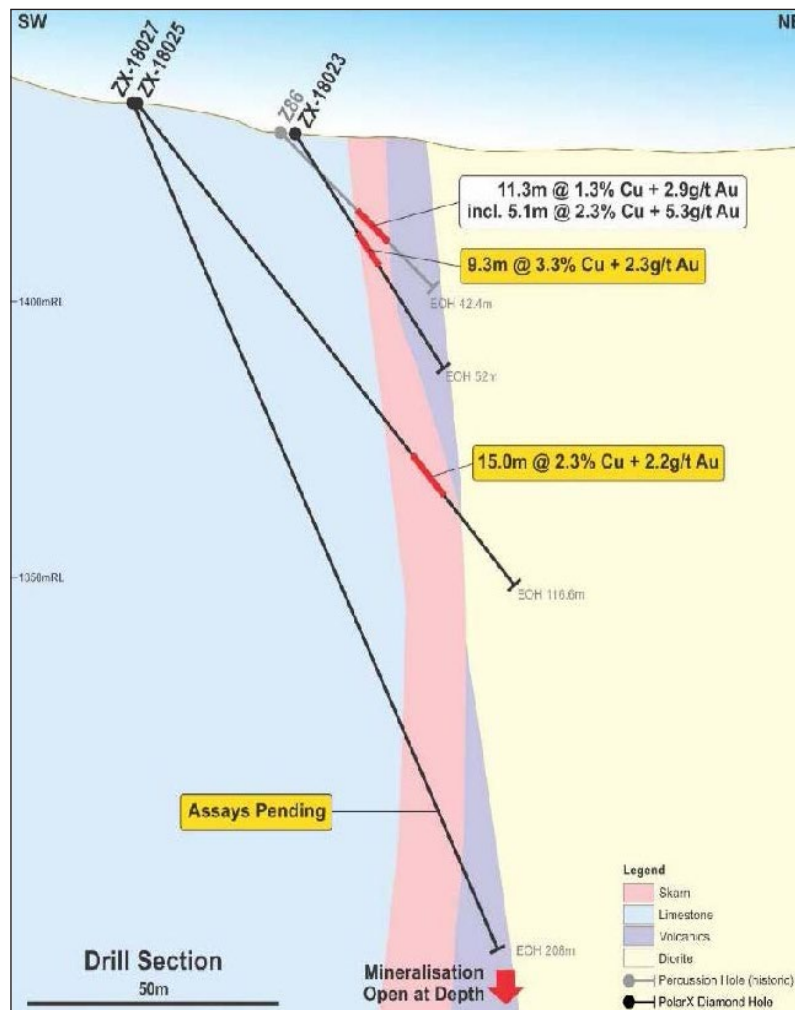 SW
NE
ZX-18027
ZX-18025
Z86
ZX-18023
11.3m @ 1.3% Cu + 2.9g/t Au
incl. 5.1m @ 2.3% Cu + 5.3g/t Au
9.3m @ 3.3% Cu + 2.3g/t Au
EOH 42.4m
1400mRL
EOH 52m
15.0m @ 2.3% Cu + 2.2g/t Au
1350mRL
EOH 116.6m
Assays Pending
Legend
Skarn
Limestone
Volcanics
Diorite
Percussion Hole (historic)
PolarX Diamond Hole
EOH 208m
Drill Section
50m
Mineralisation
Open at Depth